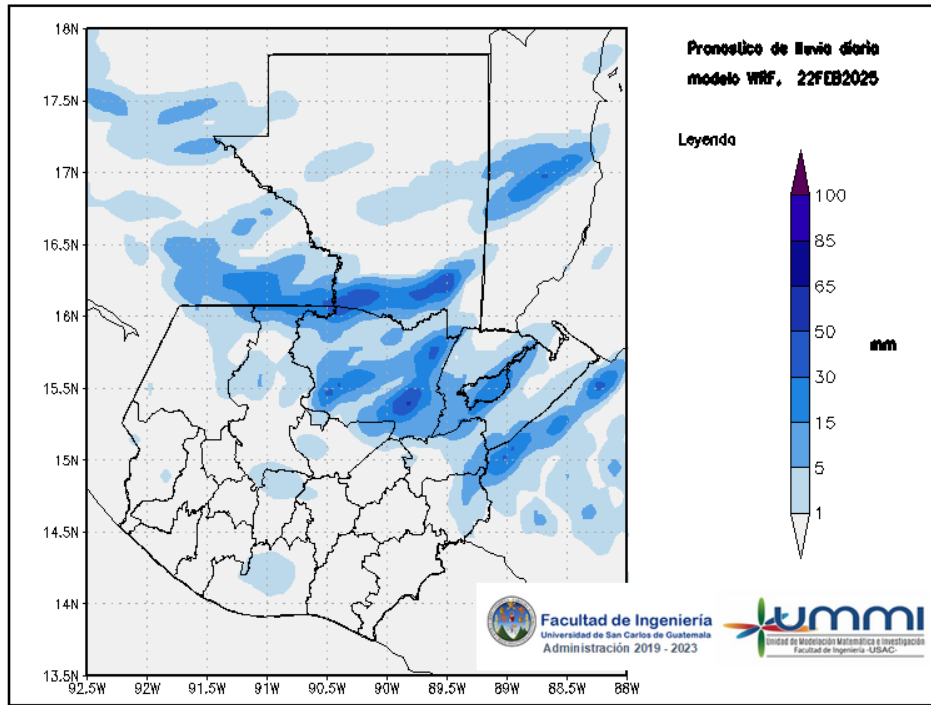 Pronostico de lluvia diaria
modelo WRF, 22FEB2025
Leyenda
100
85
65
50
30
15
5
1
mm
18N
17.5N
17N
16.5N
16N
15.5N
15N
14.5N
14N
13.5N
92.5W
92W
91.5W
91W
90.5W
90W
89.5W
89W
88.5W
88W
Facultad de Ingeniería
Universidad de San Carlos de Guatemala
Administración 2019 - 2023
UMMI
Unidad de Modelación Matemática e Investigación
Facultad de Ingeniería -USAC-